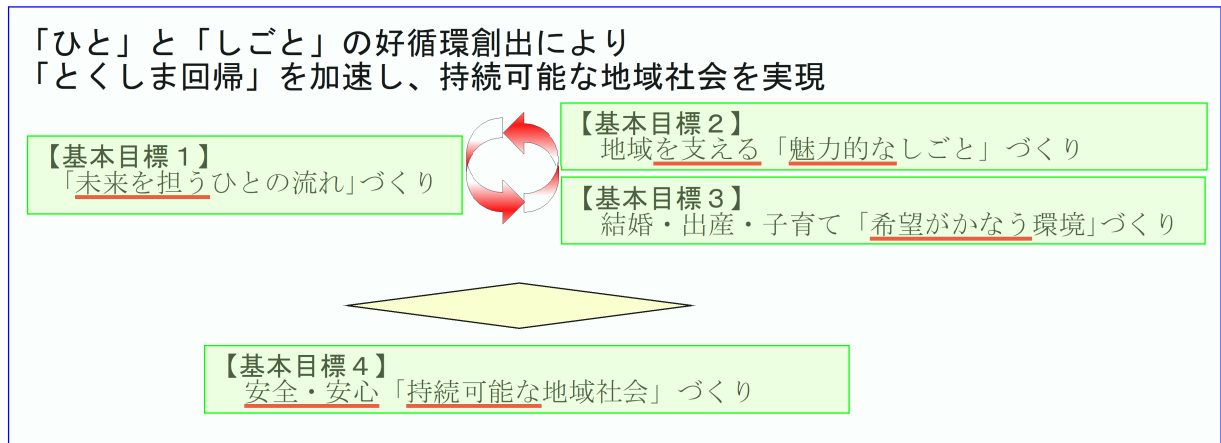 「ひと」と「しごと」の好循環創出により
「とくしま回帰」を加速し、持続可能な地域社会を実現
【基本目標１】
「未来を担うひとの流れ」づくり
【基本目標２】
地域を支える「魅力的なしごと」づくり
【基本目標３】
結婚・出産・子育て「希望がかなう環境」づくり
【基本目標４】
安全・安心「持続可能な地域社会」づくり